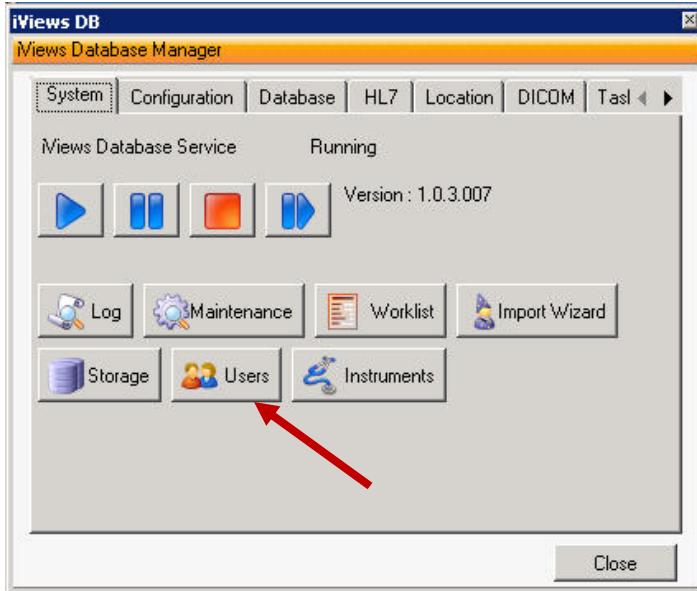 iViews DB
iViews Database Manager
System Configuration Database HL7 Location DICOM Tasl
iViews Database Service Running
Version : 1.0.3.007
Log Maintenance Worklist Import Wizard
Storage Users Instruments
Close